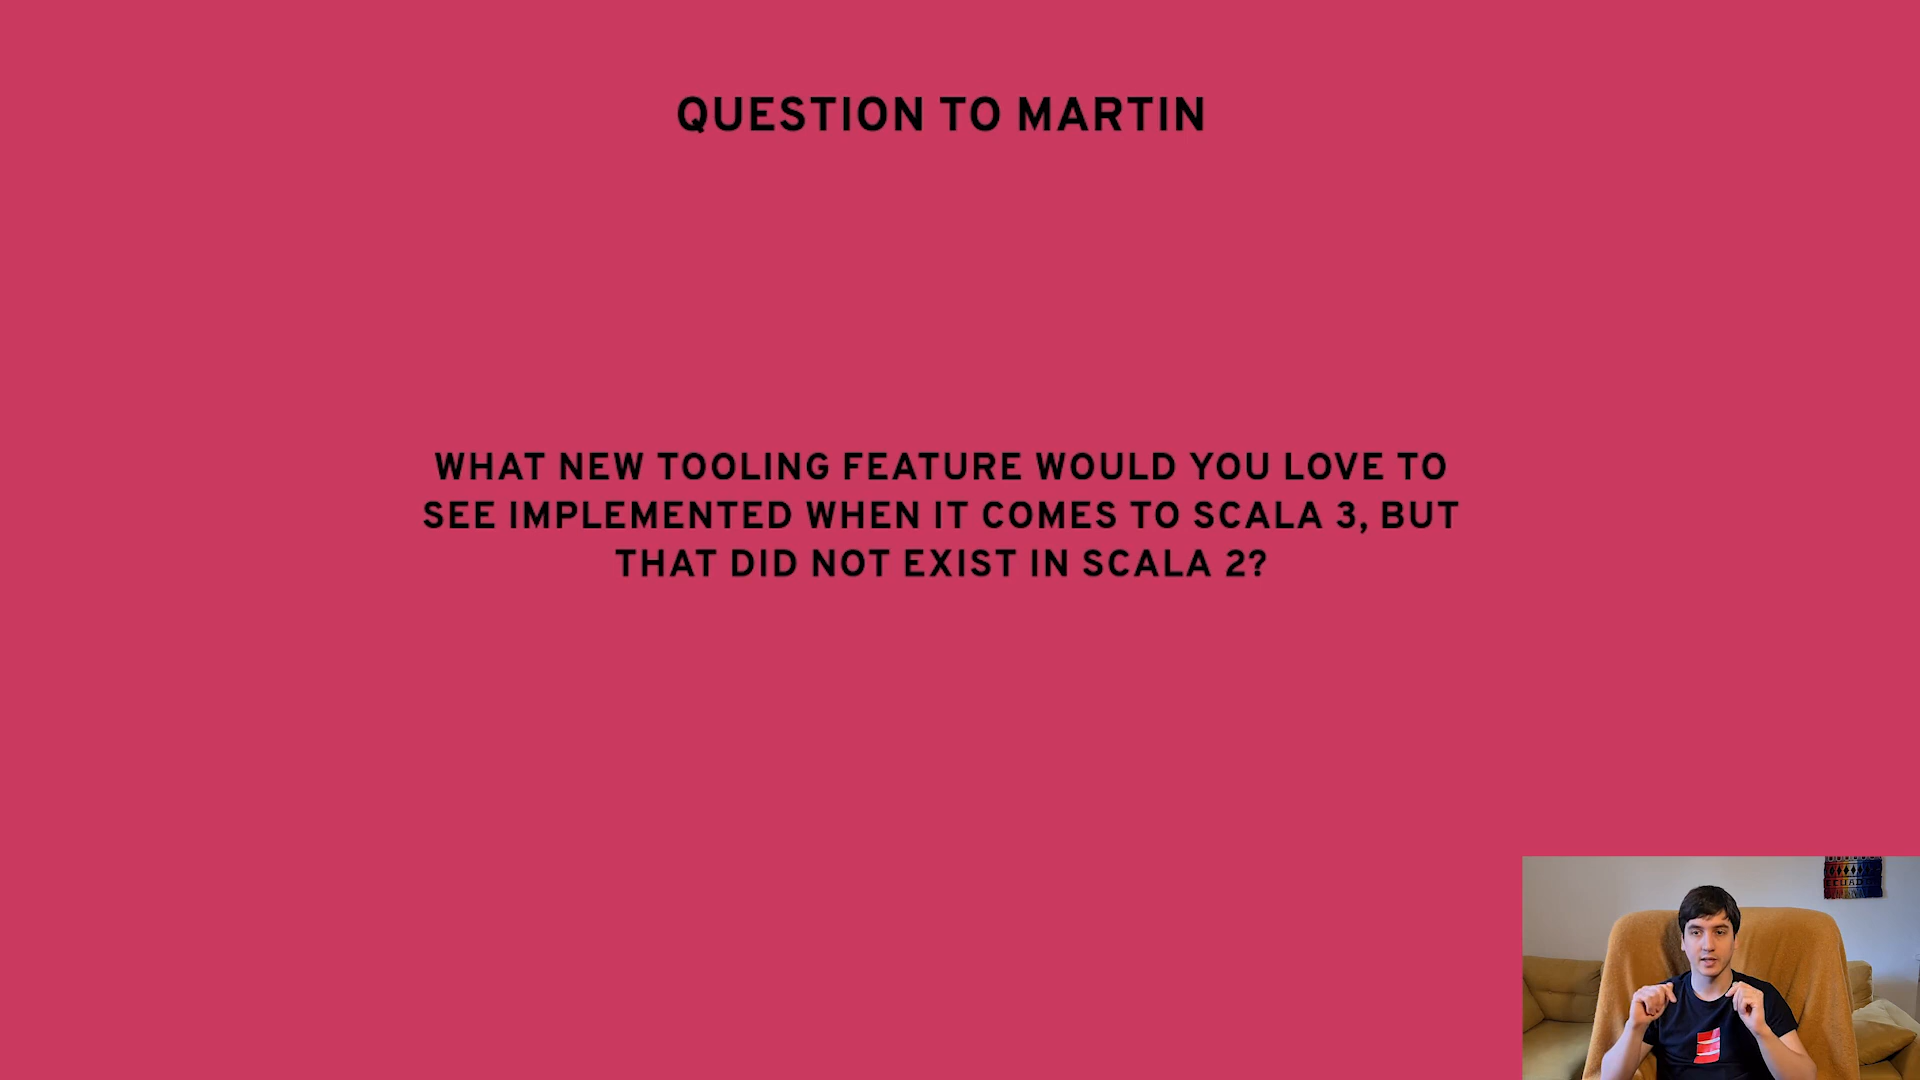 QUESTION TO MARTIN
WHAT NEW TOOLING FEATURE WOULD YOU LOVE TO
SEE IMPLEMENTED WHEN IT COMES TO SCALA 3, BUT
THAT DID NOT EXIST IN SCALA 2?